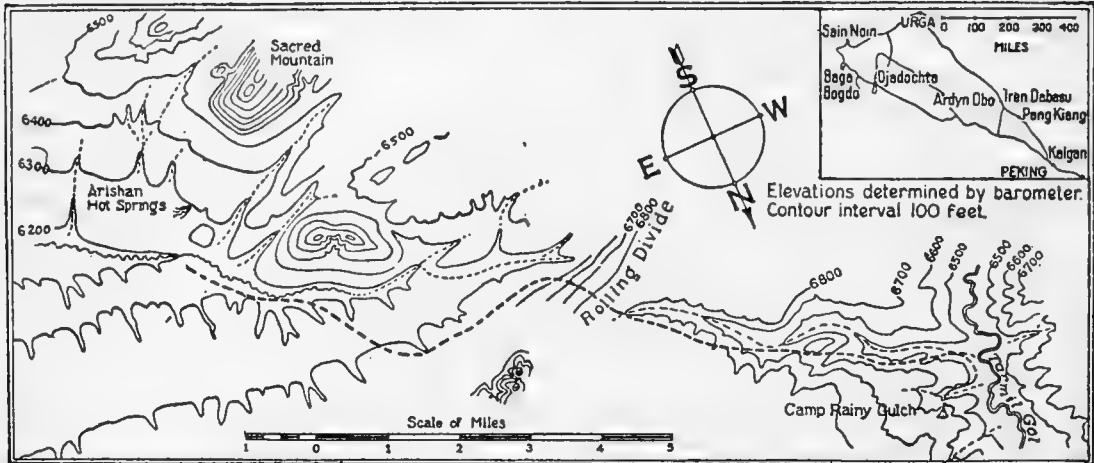 6500
Sacred
Mountain
6400
6300
6500
Arishan
Hot Springs
6200
S
W
E
N
Sain Noin
URGA
0 100 200 300 400
MILES
Baga
Bogdo
Djadochta
Ardyn Obo
Iren Dabasu
Pang Kiang
Kalgan
PEKING
Elevations determined by barometer.
Contour interval 100 feet.
6700
6800
Rolling Divide
6800
6700
6600
6500
6500
6600
6700
Gol
Camp Rainy Gulch
Scale of Miles
1 0 1 2 3 4 5